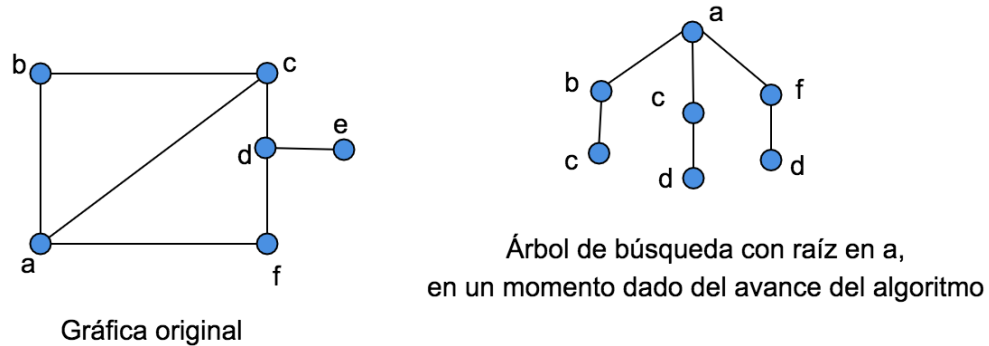 b
c
e
d
a
f
Gráfica original
a
b
c
f
c
d
d
Árbol de búsqueda con raíz en a,
en un momento dado del avance del algoritmo